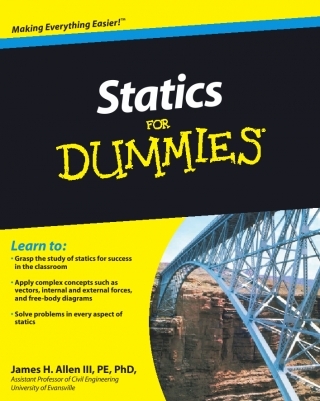 Making Everything Easier!™
Statics
FOR
DUMMIES®
Learn to:
• Grasp the study of statics for success
in the classroom
• Apply complex concepts such as
vectors, internal and external forces,
and free-body diagrams
• Solve problems in every aspect of
statics
James H. Allen III, PE, PhD,
Assistant Professor of Civil Engineering
University of Evansville